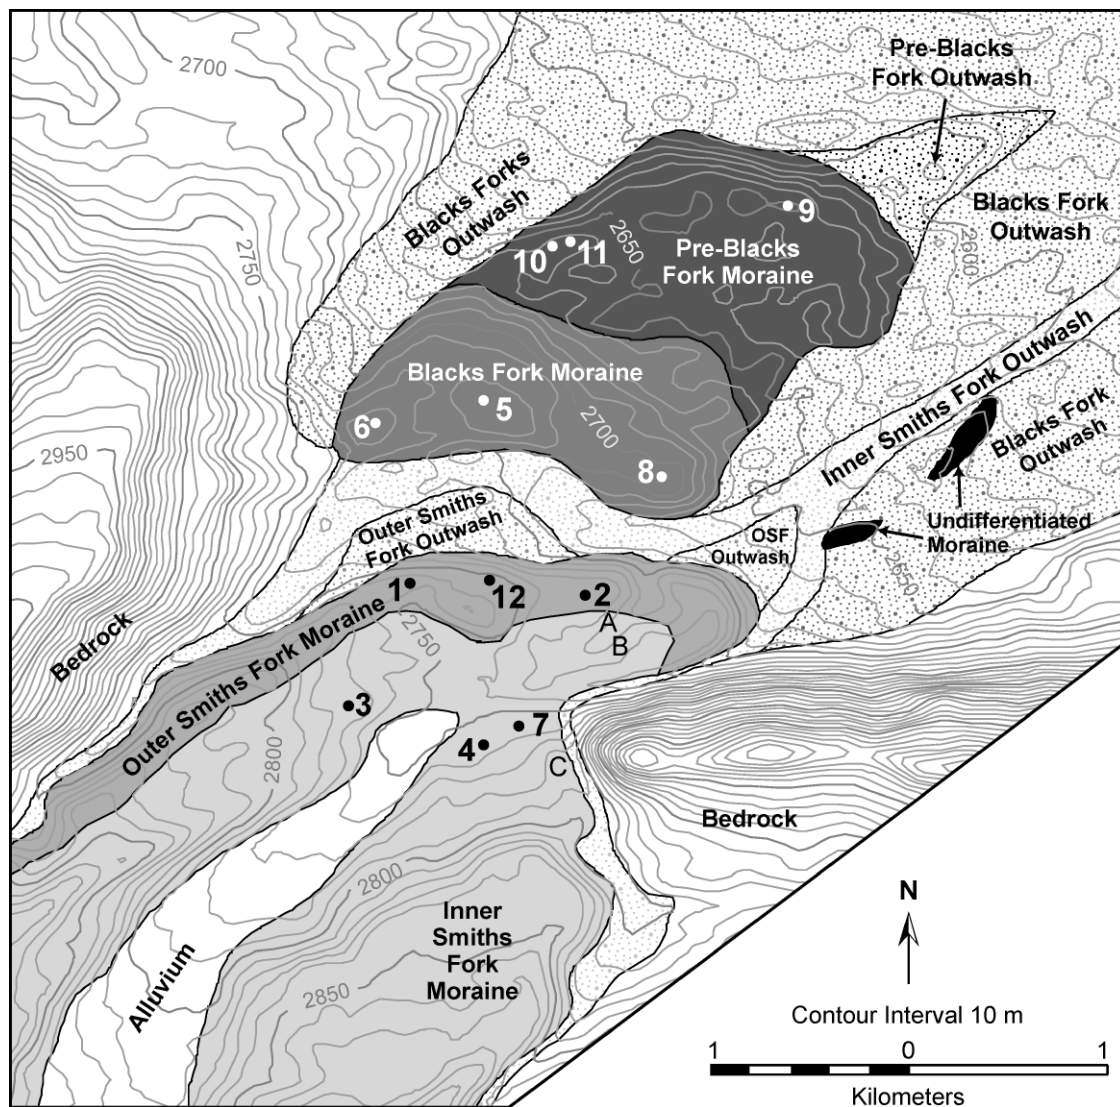 2700
Pre-Blacks
Fork Outwash
Blacks Forks
Outwash
2750
2650
9
10
11
Pre-Blacks
Fork Moraine
Blacks Fork
Outwash
2600
Blacks Fork Moraine
5
6
2700
8
2950
Inner Smiths Fork Outwash
Blacks Fork
Outwash
Undifferentiated
Moraine
2650
Outer Smiths
Fork Outwash
OSF
Outwash
1
12
2
A
B
2750
Bedrock
Outer Smiths Fork Moraine
3
2800
4
7
C
Bedrock
2800
Inner
Smiths
Fork
Moraine
2850
Alluvium
N
Contour Interval 10 m
1 0 1
Kilometers